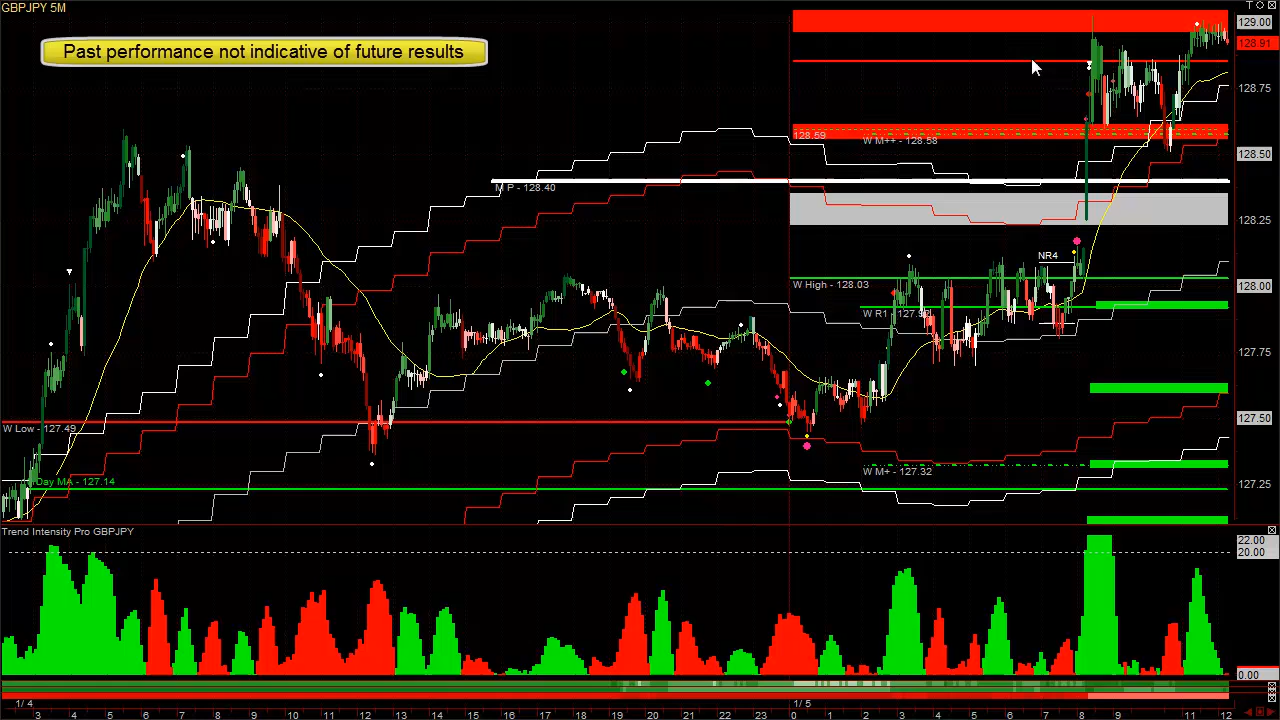 GBPJPY 5M
Past performance not indicative of future results
129.00
128.91
128.75
128.59
W M++ - 128.58
128.50
M P - 128.40
128.25
NR4
W High - 128.03
128.00
W R1 - 127.92
127.75
127.50
W Low - 127.49
W M+ - 127.32
127.25
Day MA - 127.14
Trend Intensity Pro GBPJPY
22.00
20.00
0.00
1/ 4
1/ 5
3 4 5 6 7 8 9 10 11 12 13 14 15 16 17 18 19 20 21 22 23 0 1 2 3 4 5 6 7 8 9 11 12